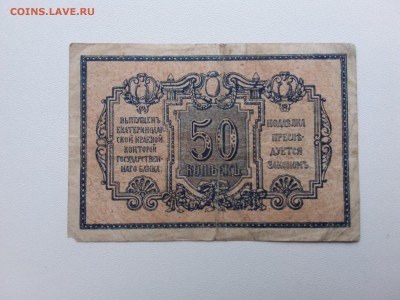 COINS.LAVE.RU
ВЫПУЩЕНЪ
ЕКАТЕРИНОДАР-
СКОЙ КРАЕВОЙ
КОНТОРОЙ
ГОСУДАРСТВЕН-
НАГО БАНКА.
50
КОПѢЕКЪ
ПОДДѢЛКА
ПРЕСЛѢ-
ДУЕТСЯ
ЗАКОНОМЪ.